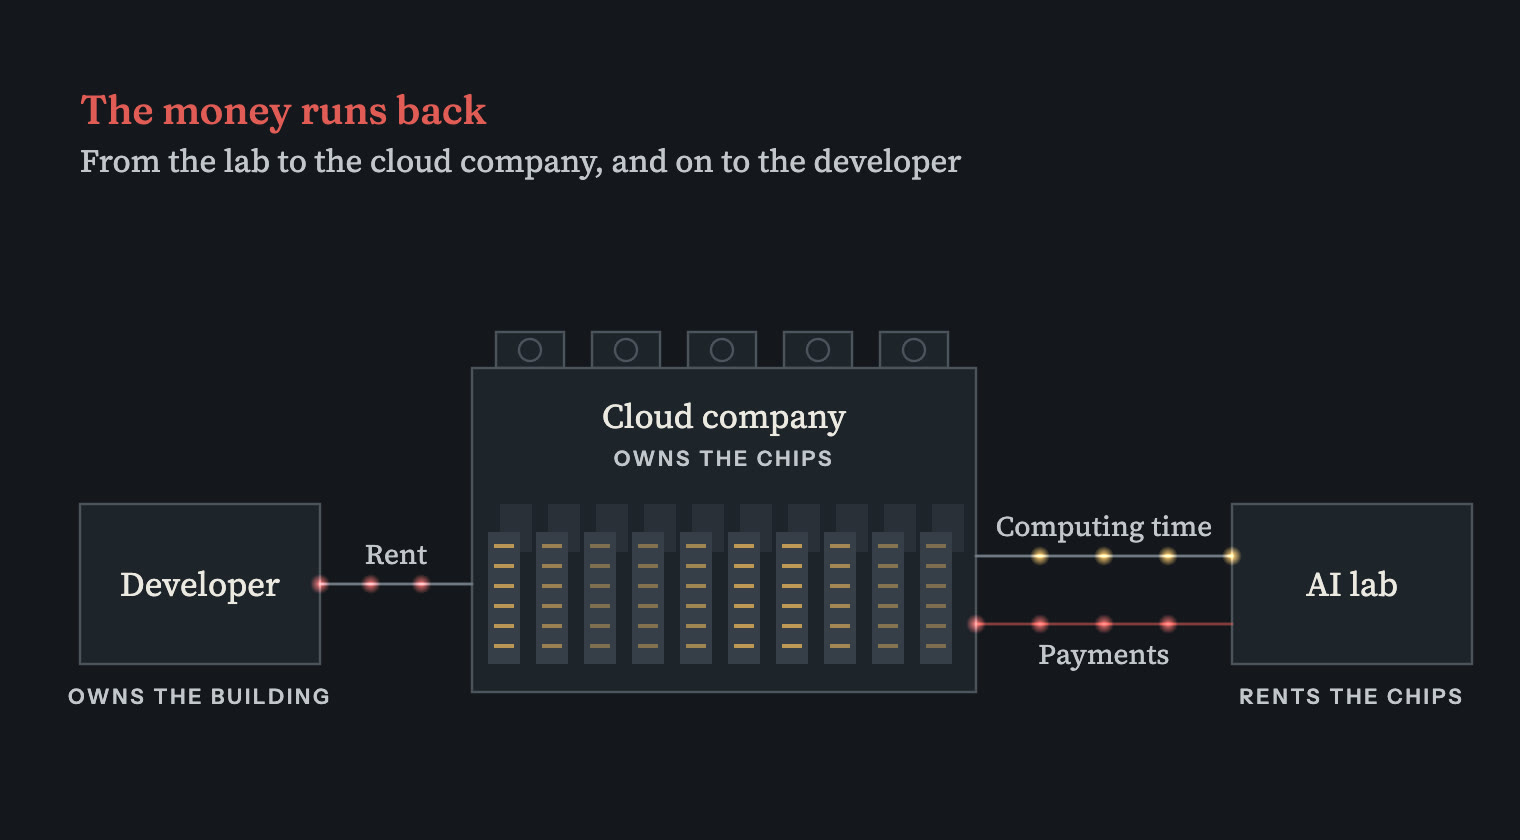 The money runs back
From the lab to the cloud company, and on to the developer
Cloud company
OWNS THE CHIPS
Developer
OWNS THE BUILDING
Rent
Computing time
Payments
AI lab
RENTS THE CHIPS